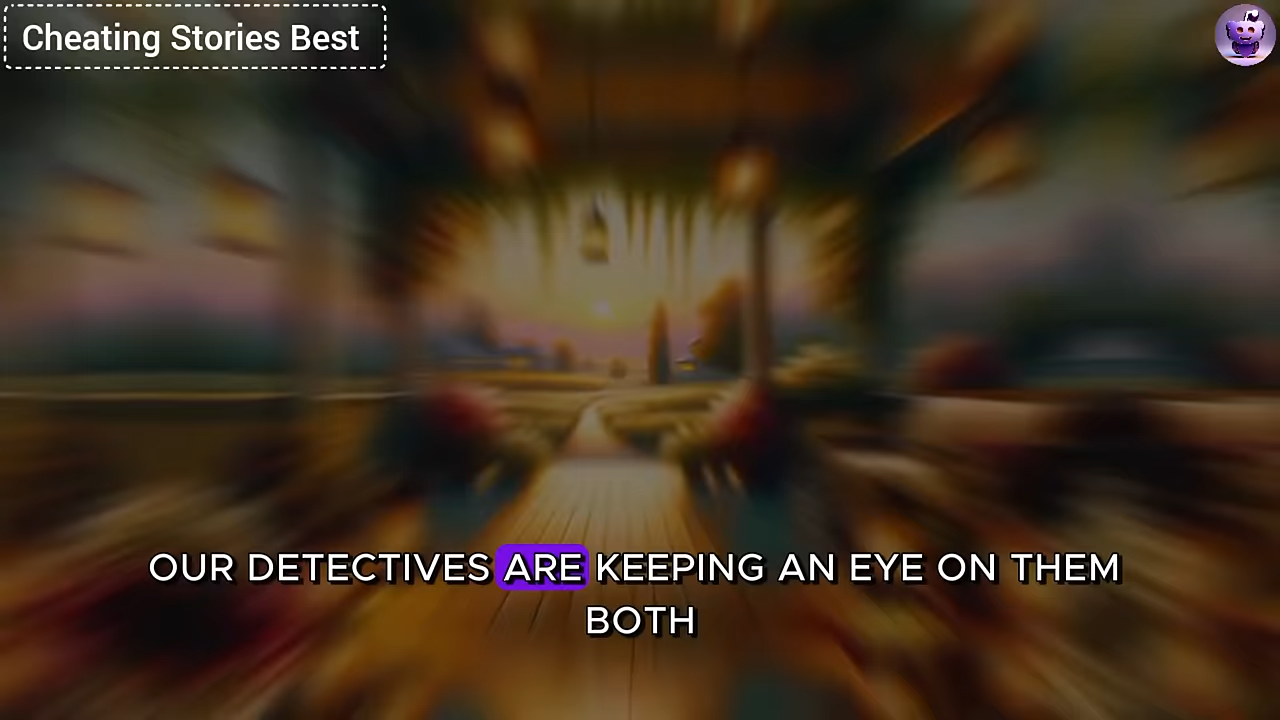 Cheating Stories Best
OUR DETECTIVES ARE KEEPING AN EYE ON THEM
BOTH